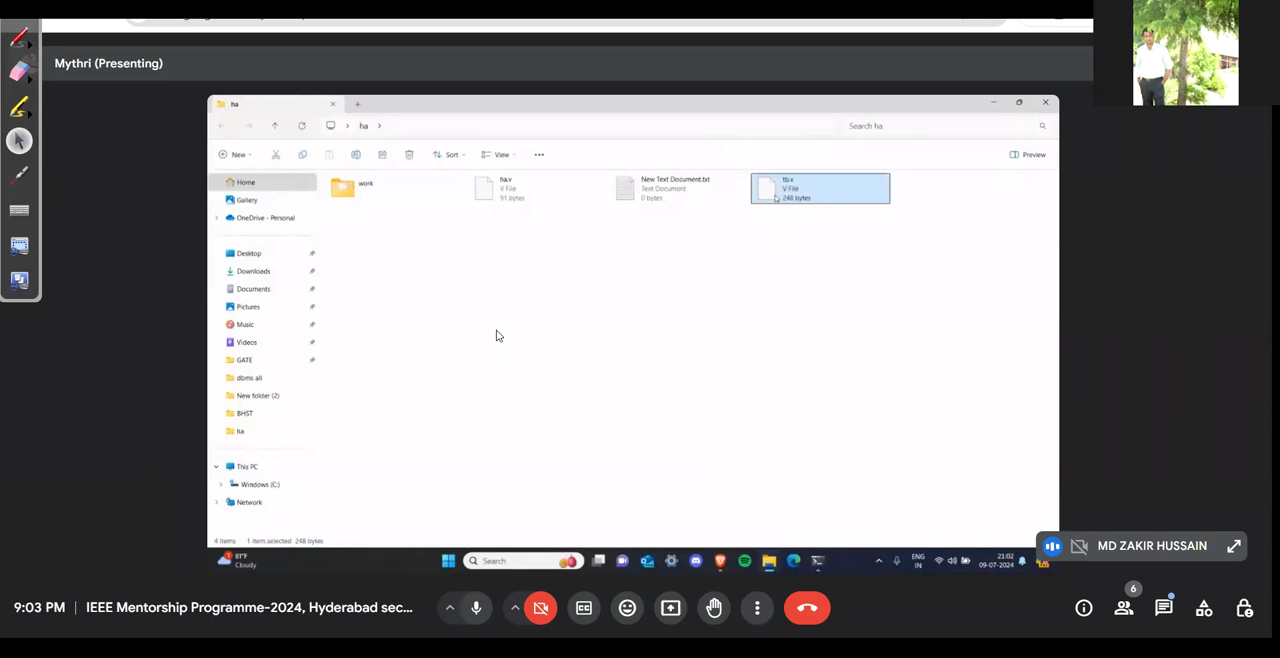 Mythri (Presenting)
ha
ha
Search ha
New
Sort
View
Preview
Home
Gallery
OneDrive - Personal
Desktop
Downloads
Documents
Pictures
Music
Videos
GATE
dbms all
New folder (2)
BHST
ha
This PC
Windows (C:)
Network
work
ha.v
V File
91 bytes
New Text Document.txt
Text Document
0 bytes
tb.v
V File
248 bytes
4 items 1 item selected 248 bytes
MD ZAKIR HUSSAIN
1
81°F
Cloudy
Search
ENG
IN
21:02
09-07-2024
9:03 PM | IEEE Mentorship Programme-2024, Hyderabad sec...
6